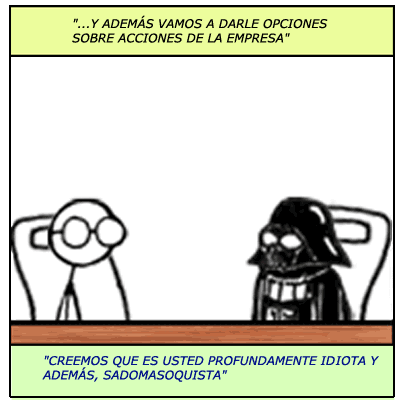 "...Y ADEMÁS VAMOS A DARLE OPCIONES
SOBRE ACCIONES DE LA EMPRESA"
"CREEMOS QUE ES USTED PROFUNDAMENTE IDIOTA Y
ADEMÁS, SADOMASOQUISTA"